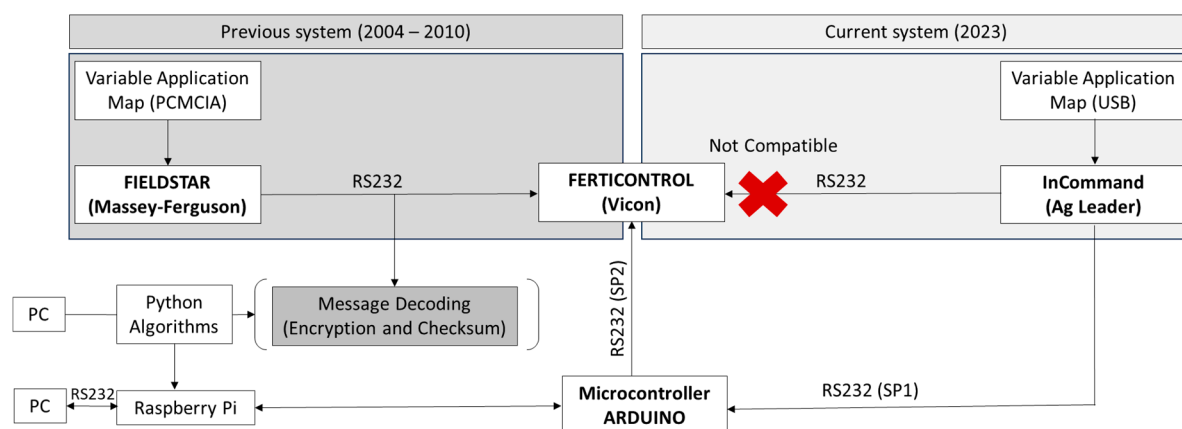 Previous system (2004 – 2010)
Current system (2023)
Variable Application
Map (PCMCIA)
Variable Application
Map (USB)
Not Compatible
FIELDSTAR
(Massey-Ferguson)
RS232
FERTICONTROL
(Vicon)
RS232
InCommand
(Ag Leader)
RS232 (SP2)
PC
Python
Algorithms
Message Decoding
(Encryption and Checksum)
PC
RS232
Raspberry Pi
Microcontroller
ARDUINO
RS232 (SP1)